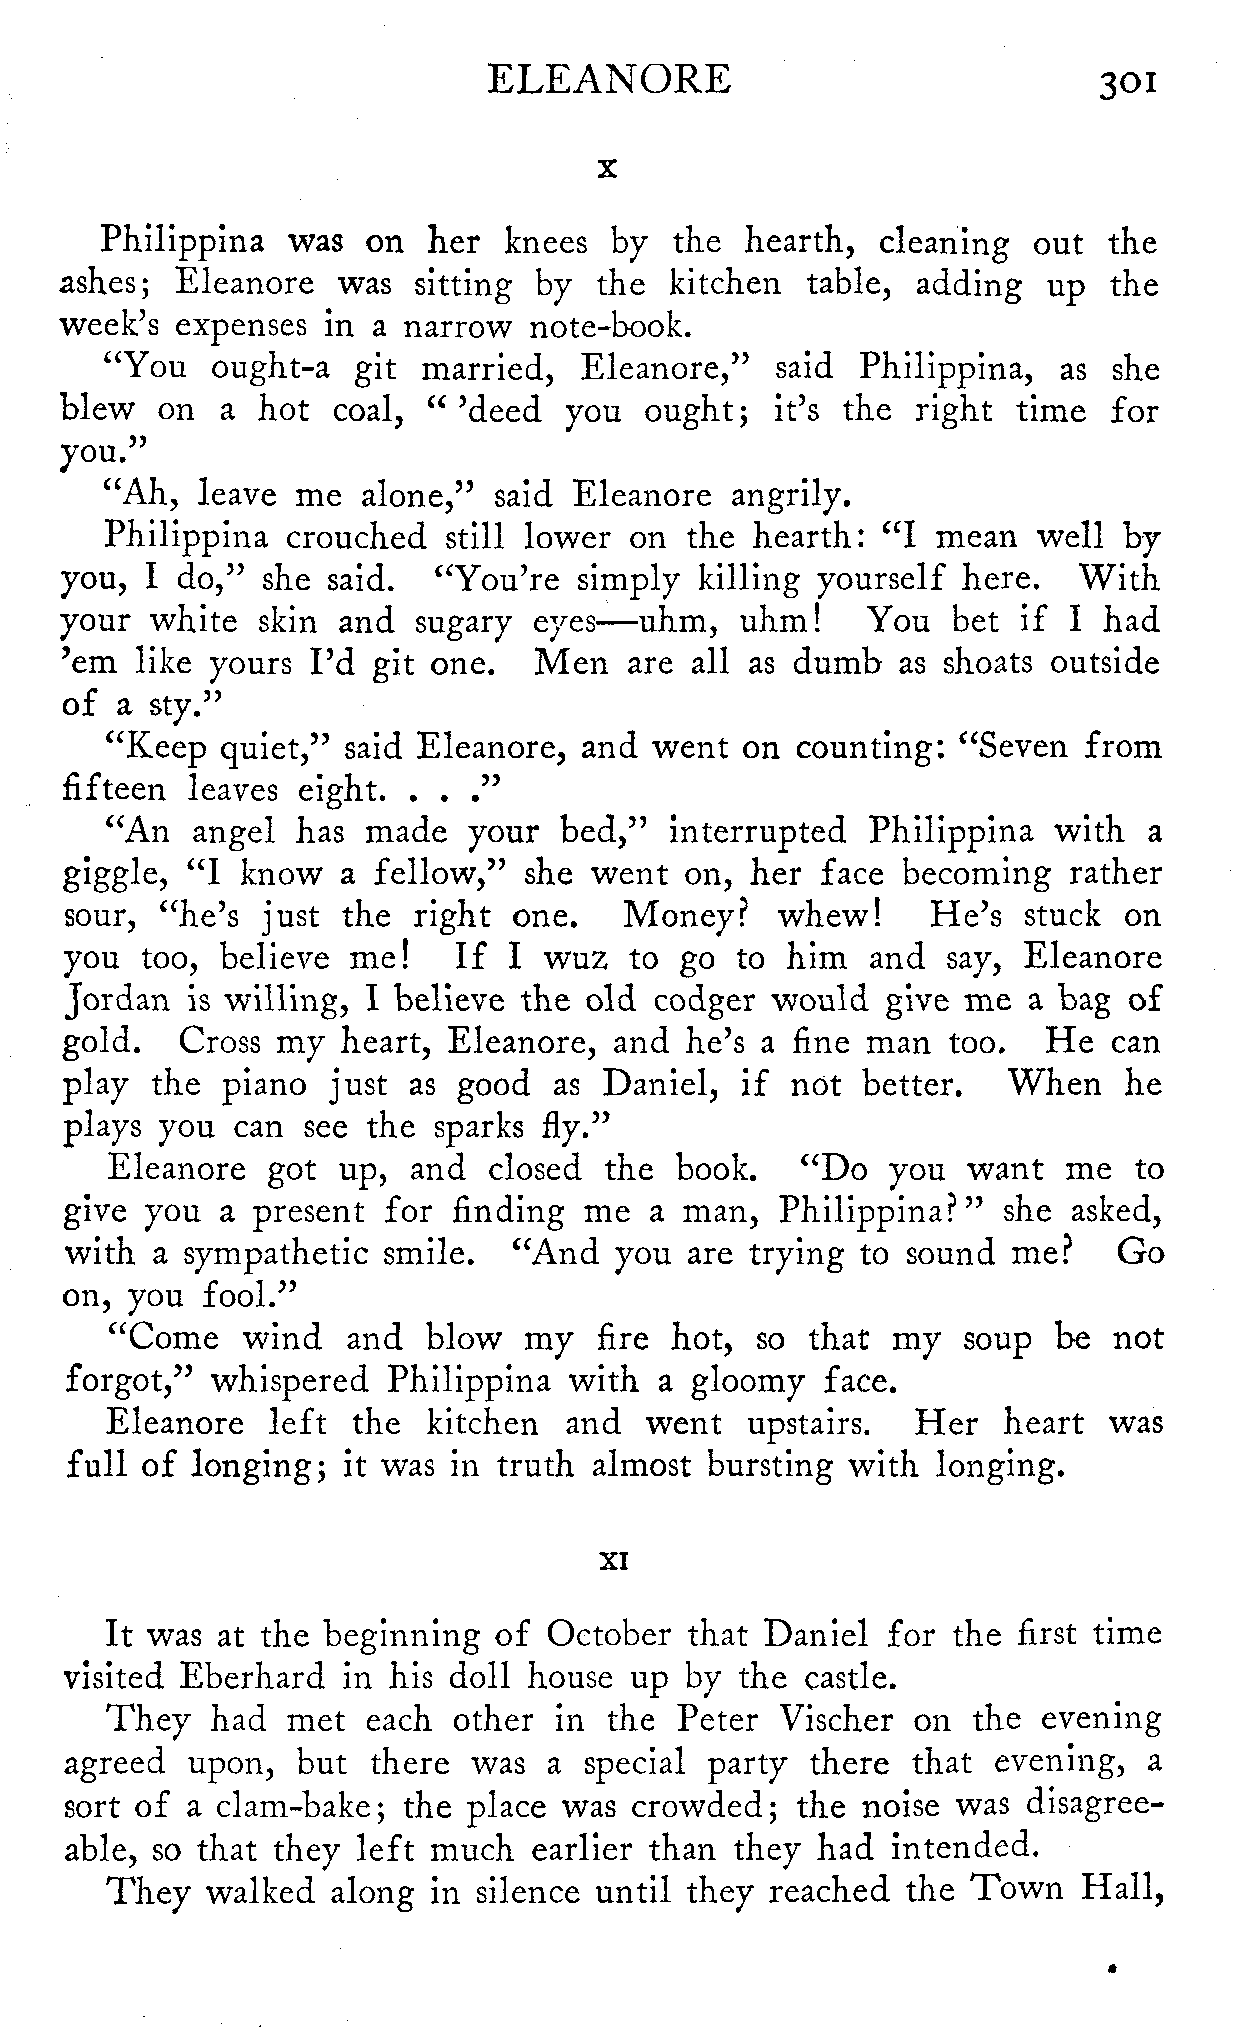 ELEANORE 301
X
Philippina was on her knees by the hearth, cleaning out the
ashes; Eleanore was sitting by the kitchen table, adding up the
week's expenses in a narrow note-book.
“You ought-a git married, Eleanore,” said Philippina, as she
blew on a hot coal, “ 'deed you ought; it's the right time for
you.”
“Ah, leave me alone,” said Eleanore angrily.
Philippina crouched still lower on the hearth: “I mean well by
you, I do,” she said. “You're simply killing yourself here. With
your white skin and sugary eyes—uhm, uhm! You bet if I had
'em like yours I'd git one. Men are all as dumb as shoats outside
of a sty.”
“Keep quiet,” said Eleanore, and went on counting: “Seven from
fifteen leaves eight. . . .”
“An angel has made your bed,” interrupted Philippina with a
giggle, “I know a fellow,” she went on, her face becoming rather
sour, “he's just the right one. Money? whew! He's stuck on
you too, believe me! If I wuz to go to him and say, Eleanore
Jordan is willing, I believe the old codger would give me a bag of
gold. Cross my heart, Eleanore, and he's a fine man too. He can
play the piano just as good as Daniel, if not better. When he
plays you can see the sparks fly.”
Eleanore got up, and closed the book. “Do you want me to
give you a present for finding me a man, Philippina?” she asked,
with a sympathetic smile. “And you are trying to sound me? Go
on, you fool.”
“Come wind and blow my fire hot, so that my soup be not
forgot,” whispered Philippina with a gloomy face.
Eleanore left the kitchen and went upstairs. Her heart was
full of longing; it was in truth almost bursting with longing.
XI
It was at the beginning of October that Daniel for the first time
visited Eberhard in his doll house up by the castle.
They had met each other in the Peter Vischer on the evening
agreed upon, but there was a special party there that evening, a
sort of a clam-bake; the place was crowded; the noise was disagree-
able, so that they left much earlier than they had intended.
They walked along in silence until they reached the Town Hall,